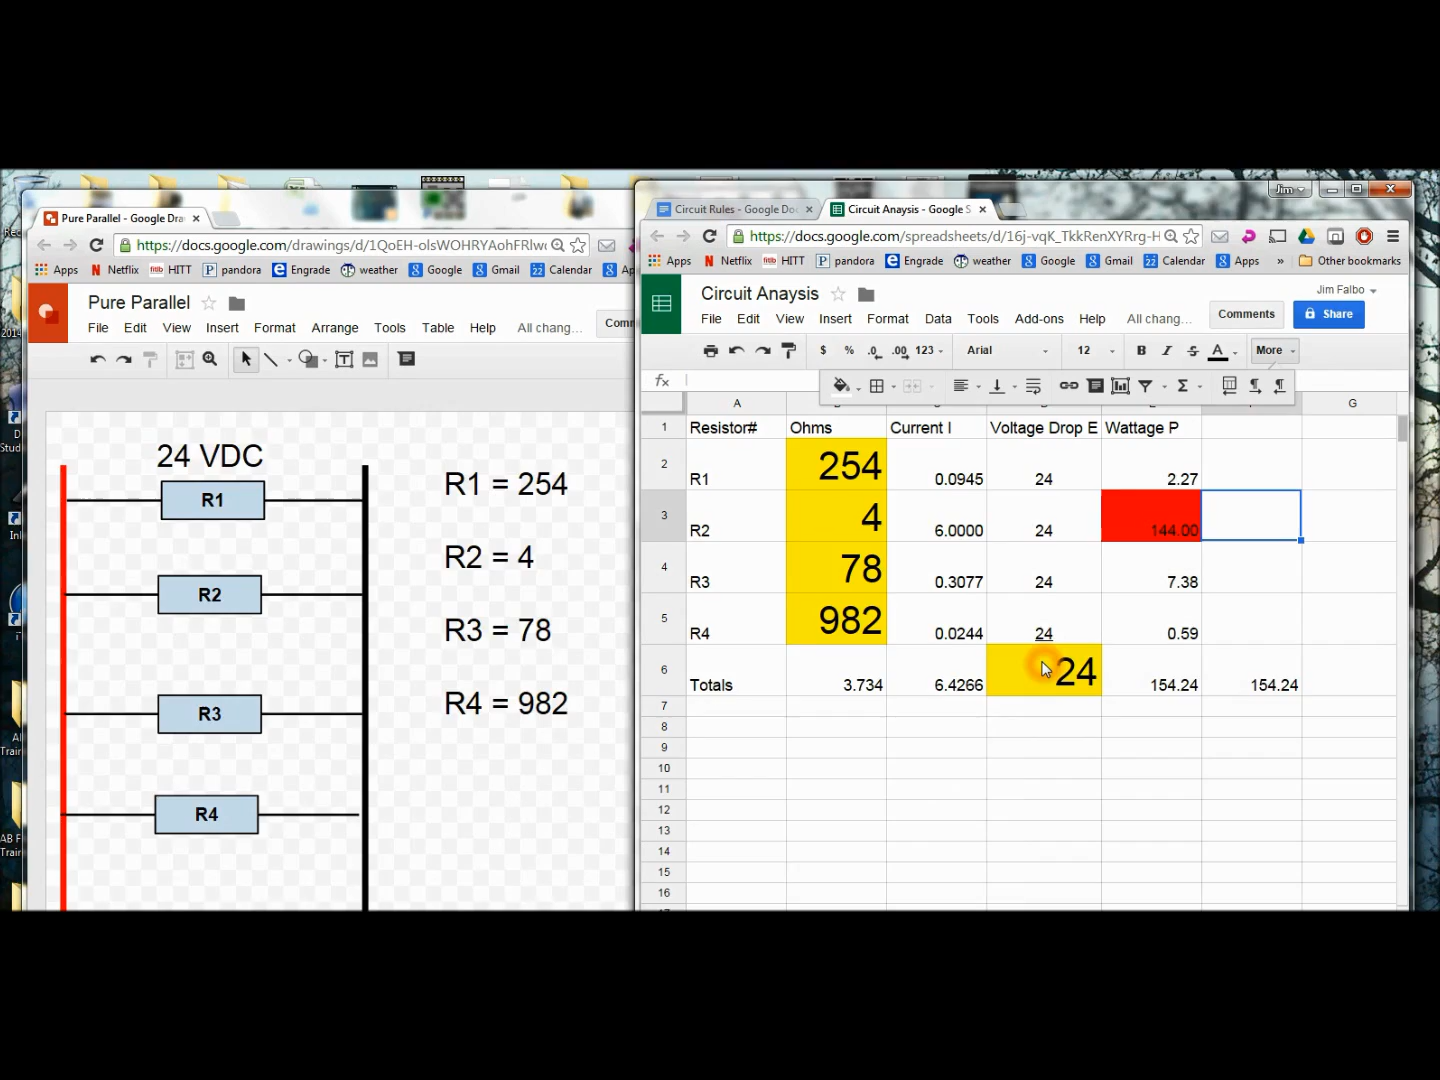 Jim
Pure Parallel - Google Dra
https://docs.google.com/drawings/d/1QoEH-olsWOHRYAohFRlw
Apps Netflix HITT pandora Engrade weather Google Gmail Calendar
Pure Parallel
File Edit View Insert Format Arrange Tools Table Help All chang...
24 VDC
R1
R2
R3
R4
R1 = 254
R2 = 4
R3 = 78
R4 = 982
Circuit Rules - Google Do
Circuit Anaysis - Google S
https://docs.google.com/spreadsheets/d/16j-vqK_TkkRenXYRrg-H
Apps Netflix HITT pandora Engrade weather Google Gmail Calendar Apps » Other bookmarks
Circuit Anaysis
Jim Falbo
Comments Share
File Edit View Insert Format Data Tools Add-ons Help All chang...
$ % .0 .00 123 Arial 12 B I S A More
fx
A G
1 Resistor# Ohms Current I Voltage Drop E Wattage P
2 R1 254 0.0945 24 2.27
3 R2 4 6.0000 24 144.00
4 R3 78 0.3077 24 7.38
5 R4 982 0.0244 24 0.59
6 Totals 3.734 6.4266 24 154.24 154.24
7
8
9
10
11
12
13
14
15
16